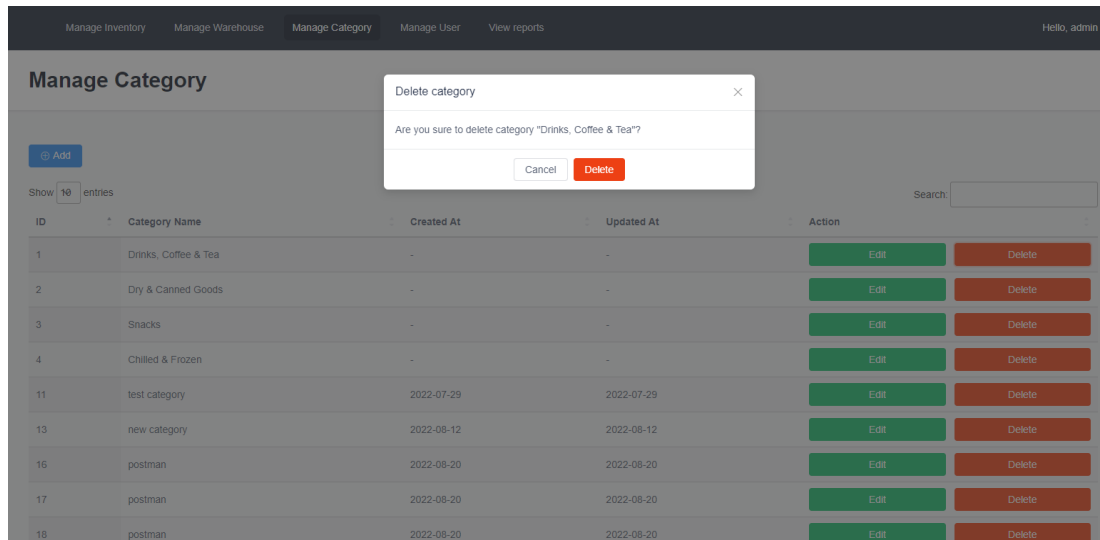 Manage Inventory Manage Warehouse Manage Category Manage User View reports Hello, admin
Manage Category
Delete category
Are you sure to delete category "Drinks, Coffee & Tea"?
Cancel Delete
Add
Show 10 entries Search:
ID Category Name Created At Updated At Action
1 Drinks, Coffee & Tea - - Edit Delete
2 Dry & Canned Goods - - Edit Delete
3 Snacks - - Edit Delete
4 Chilled & Frozen - - Edit Delete
11 test category 2022-07-29 2022-07-29 Edit Delete
13 new category 2022-08-12 2022-08-12 Edit Delete
16 postman 2022-08-20 2022-08-20 Edit Delete
17 postman 2022-08-20 2022-08-20 Edit Delete
18 postman 2022-08-20 2022-08-20 Edit Delete